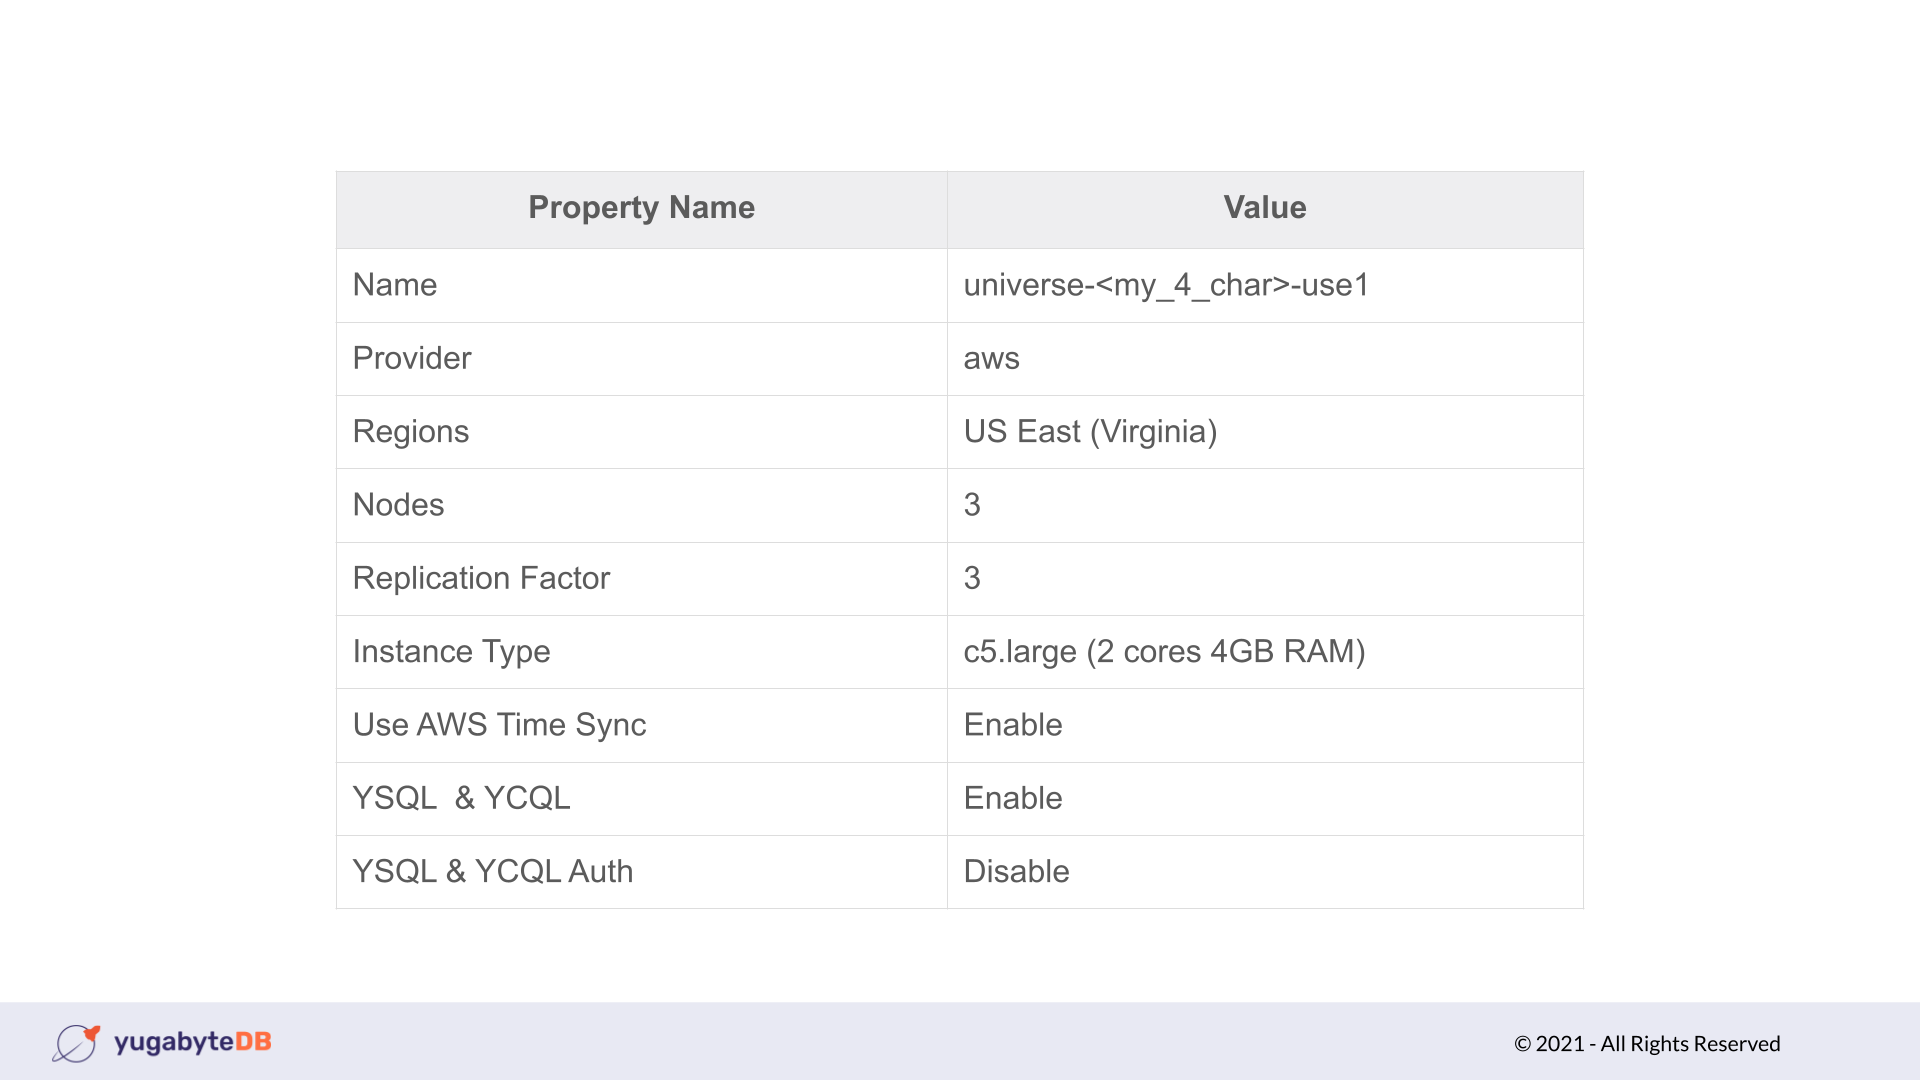 Property Name Value
Name universe-<my_4_char>-use1
Provider aws
Regions US East (Virginia)
Nodes 3
Replication Factor 3
Instance Type c5.large (2 cores 4GB RAM)
Use AWS Time Sync Enable
YSQL  & YCQL Enable
YSQL & YCQL Auth Disable
yugabyteDB © 2021 - All Rights Reserved